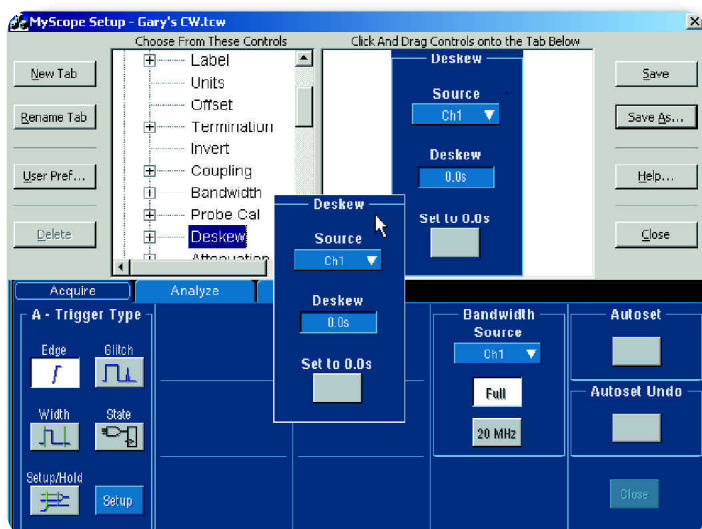 MyScope Setup - Gary's CW.tcw
Choose From These Controls
Click And Drag Controls onto the Tab Below
New Tab
Rename Tab
User Pref...
Delete
Label
Units
Offset
Termination
Invert
Coupling
Bandwidth
Probe Cal
Deskew
Attenuation
Deskew
Source
Ch1
Deskew
0.0s
Set to 0.0s
Save
Save As...
Help...
Close
Deskew
Source
Ch1
Deskew
0.0s
Set to 0.0s
Acquire
Analyze
A - Trigger Type
Edge
Glitch
Width
State
Setup/Hold
Setup
Bandwidth
Source
Ch1
Full
20 MHz
Autoset
Autoset Undo
Close